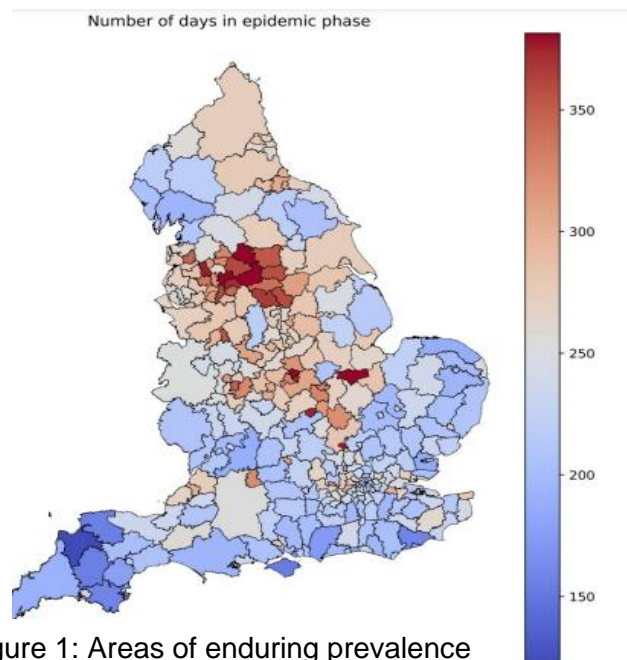 Number of days in epidemic phase
350
300
250
200
150
gure 1: Areas of enduring prevalence